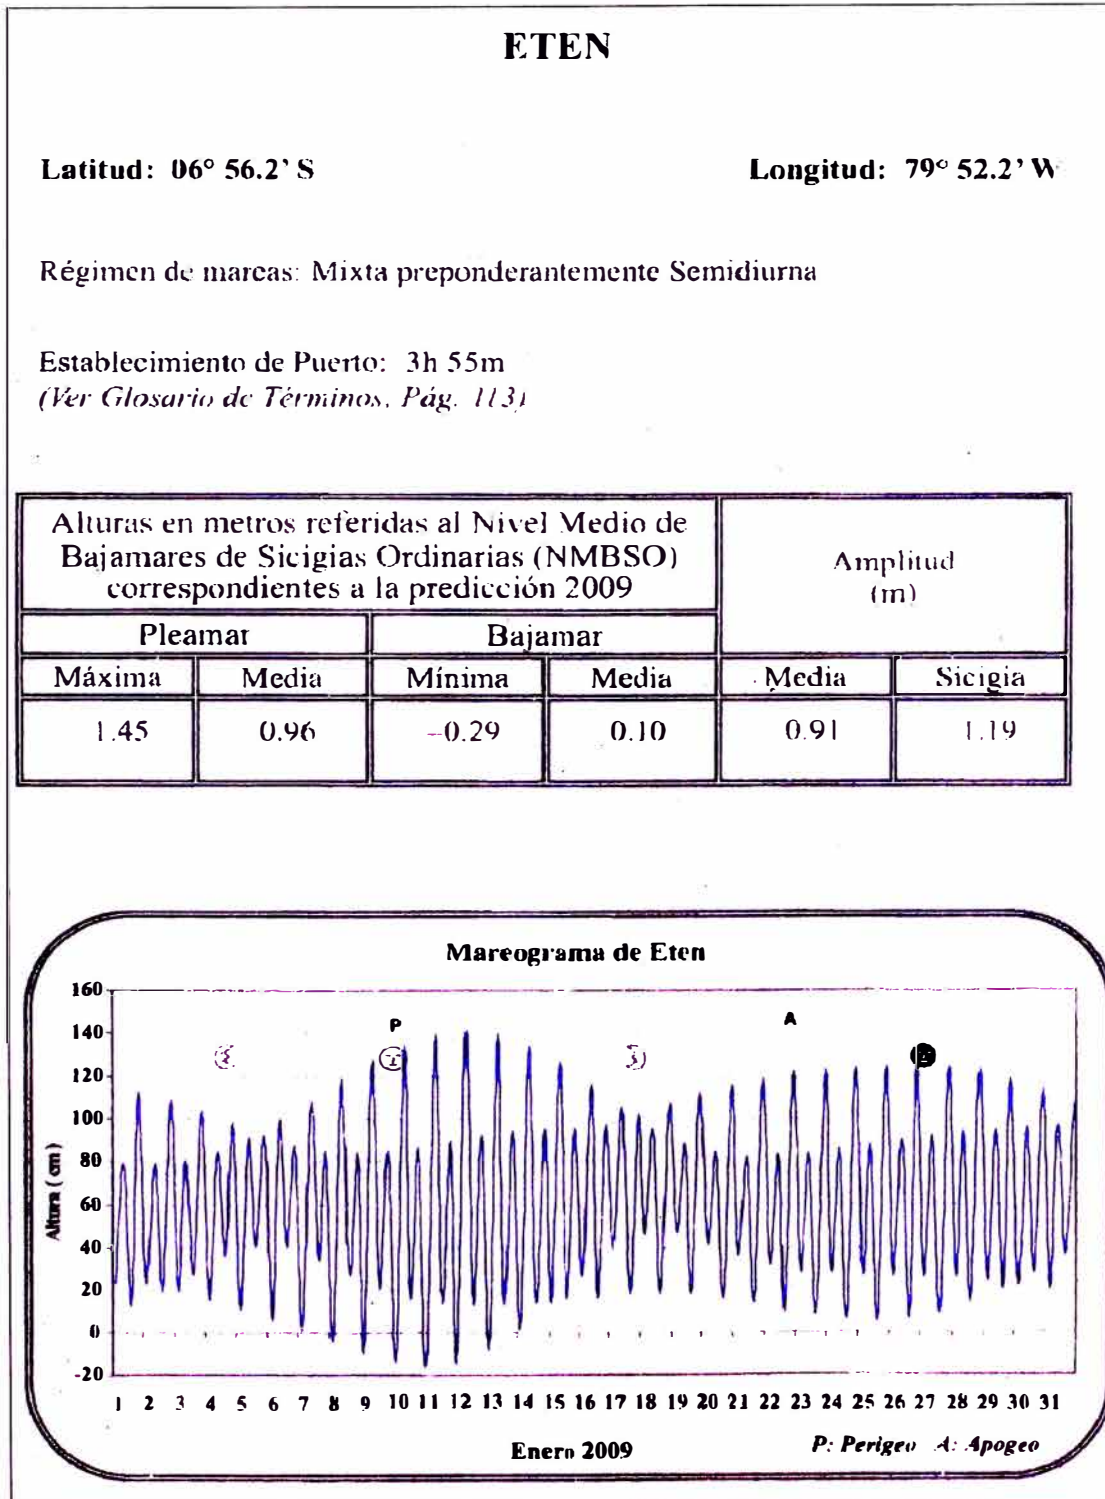 ETEN
Latitud: 06° 56.2' S
Longitud: 79° 52.2' W
Régimen de mareas: Mixta preponderantemente Semidiurna
Establecimiento de Puerto: 3h 55m
(Ver Glosario de Términos, Pág. 113)
Alturas en metros referidas al Nivel Medio de
Bajamares de Sicigias Ordinarias (NMBSO)
correspondientes a la predicción 2009
Amplitud
(m)
Pleamar Bajamar
Máxima Media Mínima Media Media Sicigia
1.45 0.96 -0.29 0.10 0.91 1.19
Mareograma de Eten
160
140
120
100
80
60
40
20
0
-20
Altura (cm)
P
A
1 2 3 4 5 6 7 8 9 10 11 12 13 14 15 16 17 18 19 20 21 22 23 24 25 26 27 28 29 30 31
Enero 2009
P: Perigeo A: Apogeo